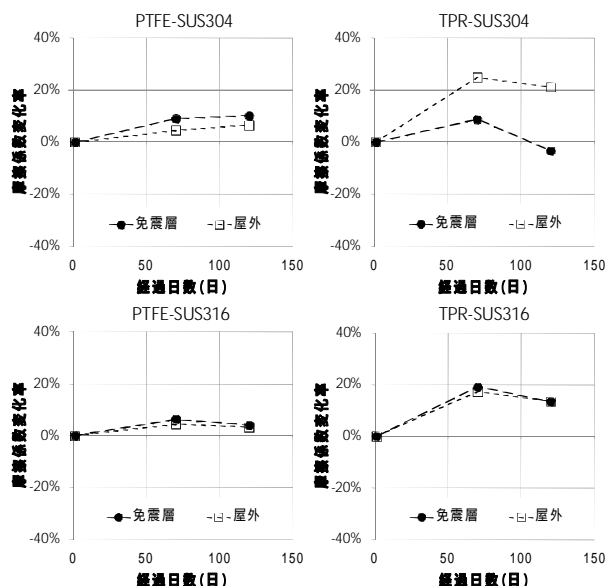 PTFE-SUS304
40%
20%
0%
-20%
-40%
摩擦係数変化率
免震層
屋外
0 50 100 150
経過日数(日)
TPR-SUS304
40%
20%
0%
-20%
-40%
摩擦係数変化率
免震層
屋外
0 50 100 150
経過日数(日)
PTFE-SUS316
40%
20%
0%
-20%
-40%
摩擦係数変化率
免震層
屋外
0 50 100 150
経過日数(日)
TPR-SUS316
40%
20%
0%
-20%
-40%
摩擦係数変化率
免震層
屋外
0 50 100 150
経過日数(日)